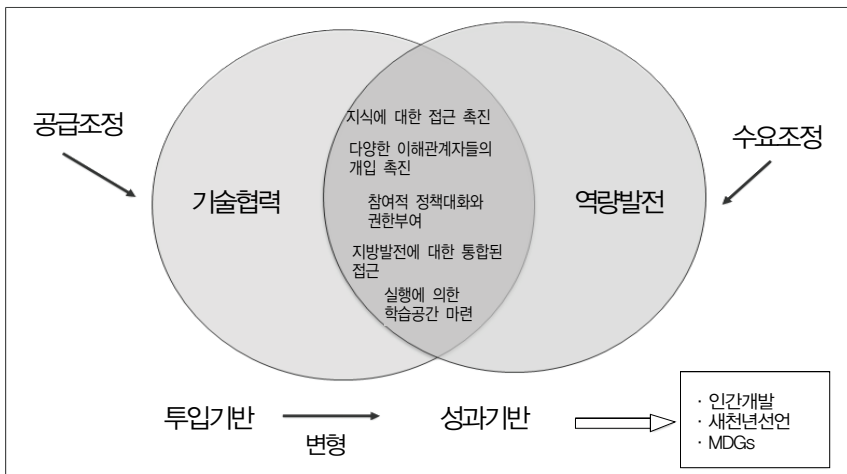 공급조정
수요조정
기술협력
지식에 대한 접근 촉진
다양한 이해관계자들의
개입 촉진
참여적 정책대화와
권한부여
지방발전에 대한 통합된
접근
실행에 의한
학습공간 마련
역량발전
투입기반
변형
성과기반
· 인간개발
· 새천년선언
· MDGs